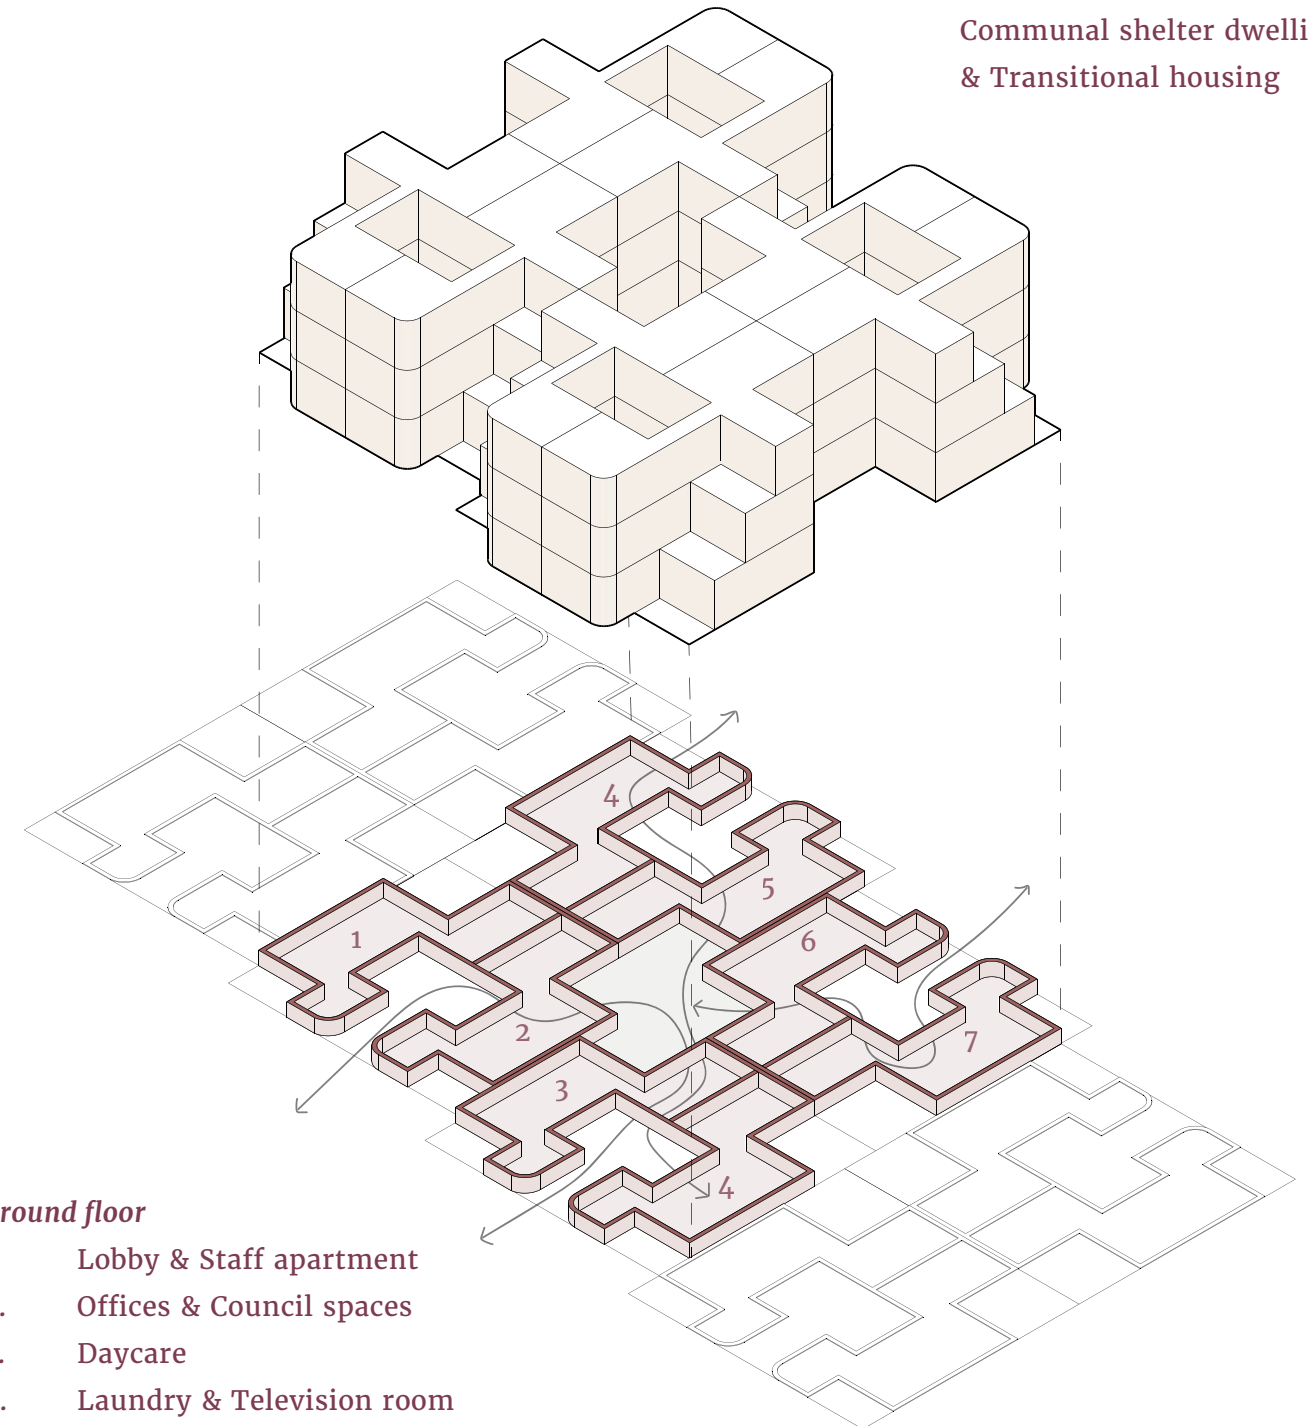 Communal shelter dwelli
& Transitional housing
4
5
1
6
2
7
3
4
round floor
Lobby & Staff apartment
. Offices & Council spaces
. Daycare
. Laundry & Television room